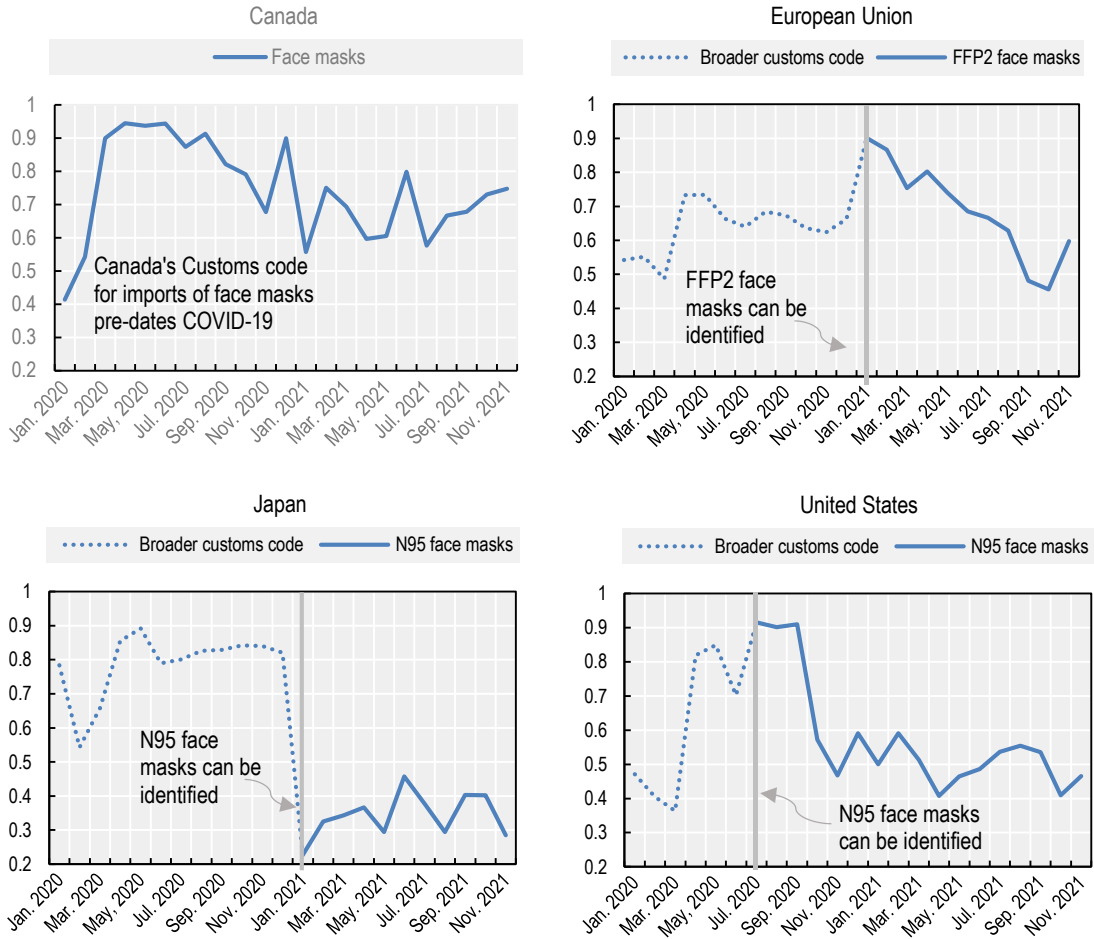 Canada
Face masks
1
0.9
0.8
0.7
0.6
0.5
0.4
0.3
0.2
Canada's Customs code
for imports of face masks
pre-dates COVID-19
Jan. 2020
Mar. 2020
May, 2020
Jul. 2020
Sep. 2020
Nov. 2020
Jan. 2021
Mar. 2021
May, 2021
Jul. 2021
Sep. 2021
Nov. 2021
European Union
Broader customs code FFP2 face masks
1
0.9
0.8
0.7
0.6
0.5
0.4
0.3
0.2
FFP2 face
masks can be
identified
Jan. 2020
Mar. 2020
May, 2020
Jul. 2020
Sep. 2020
Nov. 2020
Jan. 2021
Mar. 2021
May, 2021
Jul. 2021
Sep. 2021
Nov. 2021
Japan
Broader customs code N95 face masks
1
0.9
0.8
0.7
0.6
0.5
0.4
0.3
0.2
N95 face
masks can be
identified
Jan. 2020
Mar. 2020
May, 2020
Jul. 2020
Sep. 2020
Nov. 2020
Jan. 2021
Mar. 2021
May, 2021
Jul. 2021
Sep. 2021
Nov. 2021
United States
Broader customs code N95 face masks
1
0.9
0.8
0.7
0.6
0.5
0.4
0.3
0.2
N95 face masks
can be identified
Jan. 2020
Mar. 2020
May, 2020
Jul. 2020
Sep. 2020
Nov. 2020
Jan. 2021
Mar. 2021
May, 2021
Jul. 2021
Sep. 2021
Nov. 2021